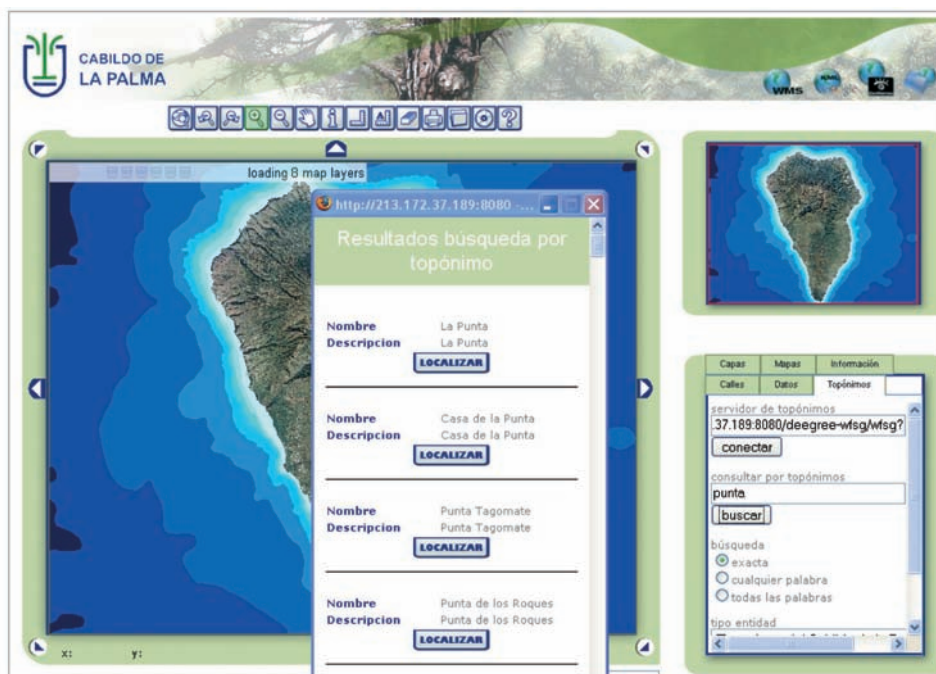 CABILDO DE
LA PALMA
WMS
loading 8 map layers
http://213.172.37.189:8080 -...
Resultados búsqueda por
topónimo
Nombre La Punta
Descripcion La Punta
LOCALIZAR
Nombre Casa de la Punta
Descripcion Casa de la Punta
LOCALIZAR
Nombre Punta Tagomate
Descripcion Punta Tagomate
LOCALIZAR
Nombre Punta de los Roques
Descripcion Punta de los Roques
LOCALIZAR
x: y:
Capas Mapas Información
Calles Datos Topónimos
servidor de topónimos
.37.189:8080/deegree-wfsg/wfsg?
conectar
consultar por topónimos
punta
buscar
búsqueda
exacta
cualquier palabra
todas las palabras
tipo entidad